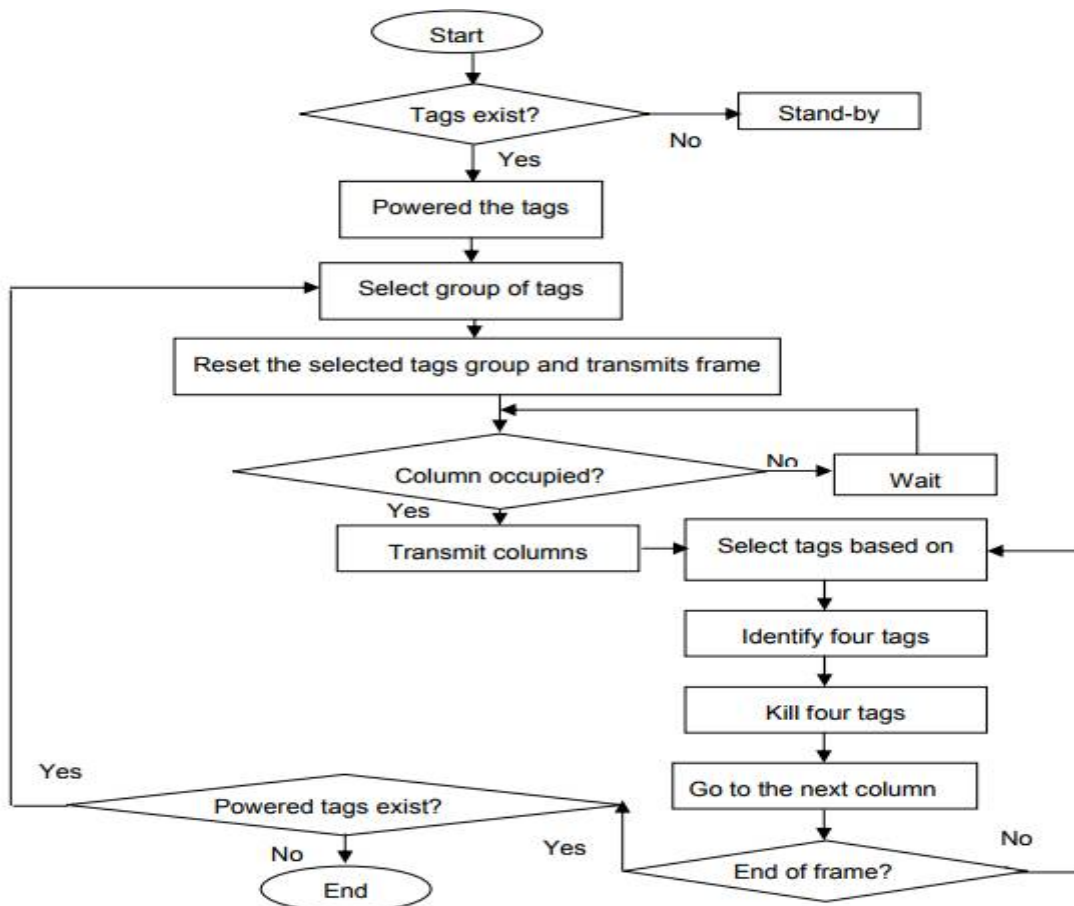 Start
Tags exist?
Stand-by
No
Yes
Powered the tags
Select group of tags
Reset the selected tags group and transmits frame
Column occupied?
No
Wait
Yes
Transmit columns
Select tags based on
Identify four tags
Kill four tags
Go to the next column
Yes
Powered tags exist?
No
Yes
End of frame?
No
End